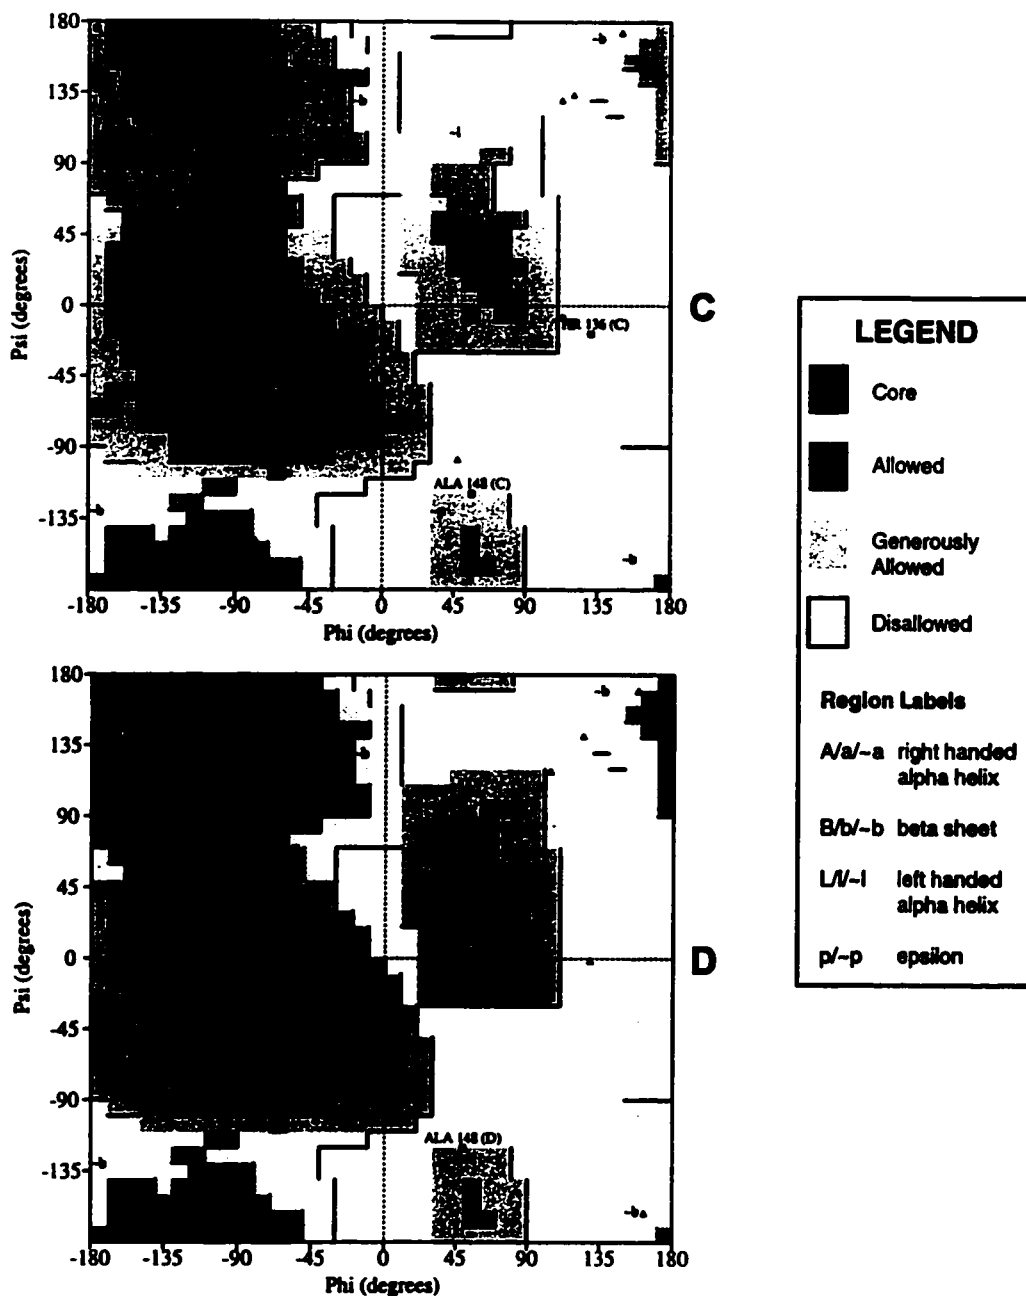 180
135
90
45
0
-45
-90
-135
-180 -135 -90 -45 0 45 90 135 180
Psi (degrees)
Phi (degrees)
~b
b
~l
136 (C)
ALA 148 (C)
~b
~b
C
180
135
90
45
0
-45
-90
-135
-180 -135 -90 -45 0 45 90 135 180
Psi (degrees)
Phi (degrees)
~b
b
ALA 148 (D)
~b
~b
D
LEGEND
Core
Allowed
Generously
Allowed
Disallowed
Region Labels
A/a/~a right handed
alpha helix
B/b/~b beta sheet
L/l/~l left handed
alpha helix
p/~p epsilon